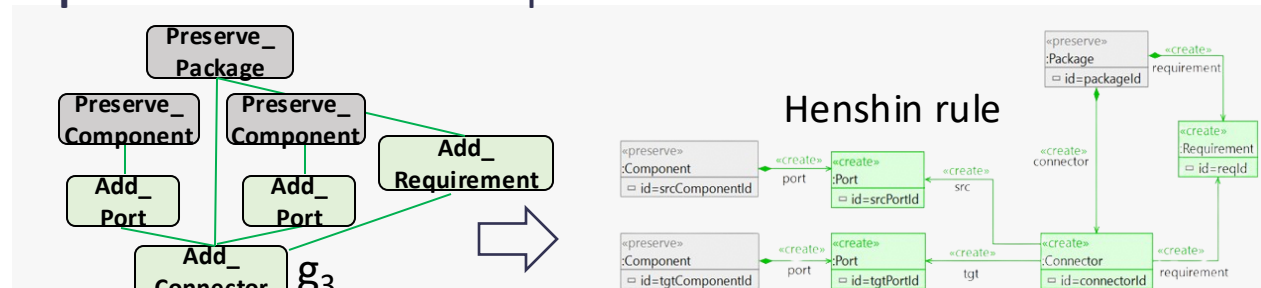 Preserve_
Package
Preserve_
Component
Preserve_
Component
Add_
Requirement
Add_
Port
Add_
Port
Add_
Connector
g3
Henshin rule
«preserve»
:Package
id=packageId
«create»
requirement
«create»
:Requirement
id=reqId
«create»
connector
«preserve»
:Component
id=srcComponentId
«create»
port
«create»
:Port
id=srcPortId
«create»
src
«preserve»
:Component
id=tgtComponentId
«create»
port
«create»
:Port
id=tgtPortId
«create»
tgt
«create»
:Connector
id=connectorId
«create»
requirement